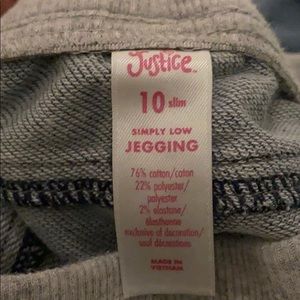 Justice™
10 slim
SIMPLY LOW
JEGGING
76% cotton/coton
22% polyester/
polyester
2% elastane/
élasthanne
exclusive of decoration/
sauf décorations
MADE IN
VIETNAM